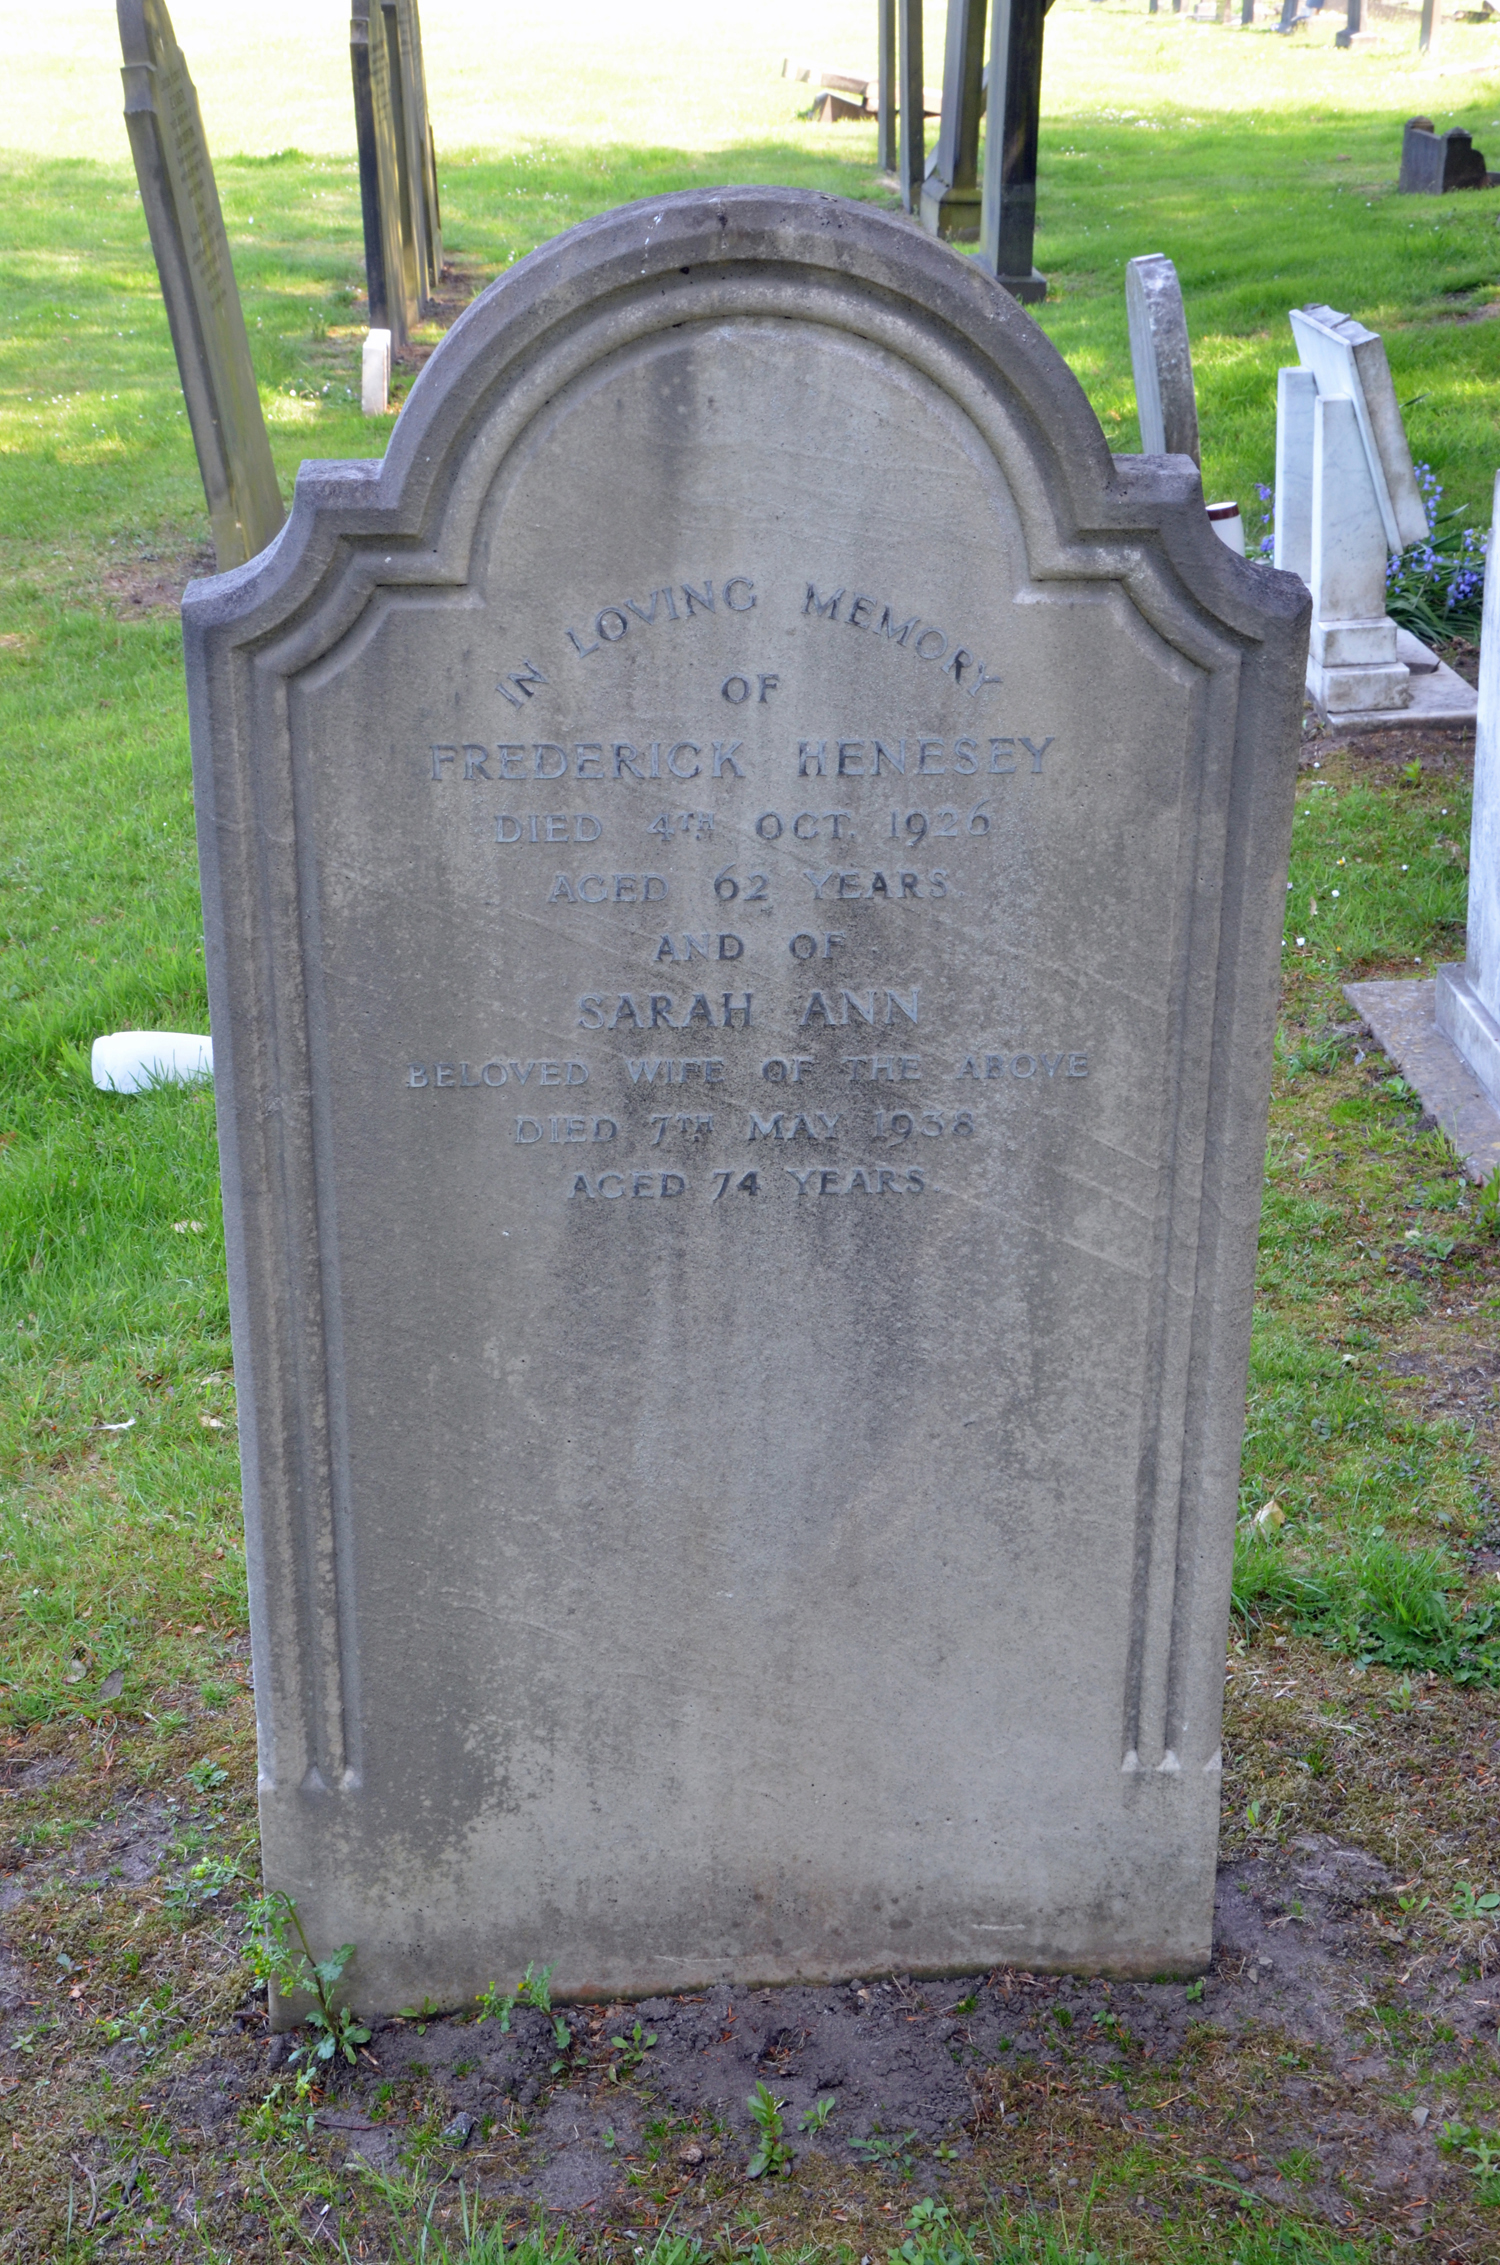 IN LOVING MEMORY
OF
FREDERICK HENESEY
DIED 4TH OCT. 1926
AGED 62 YEARS
AND OF
SARAH ANN
BELOVED WIFE OF THE ABOVE
DIED 7TH MAY 1938
AGED 74 YEARS